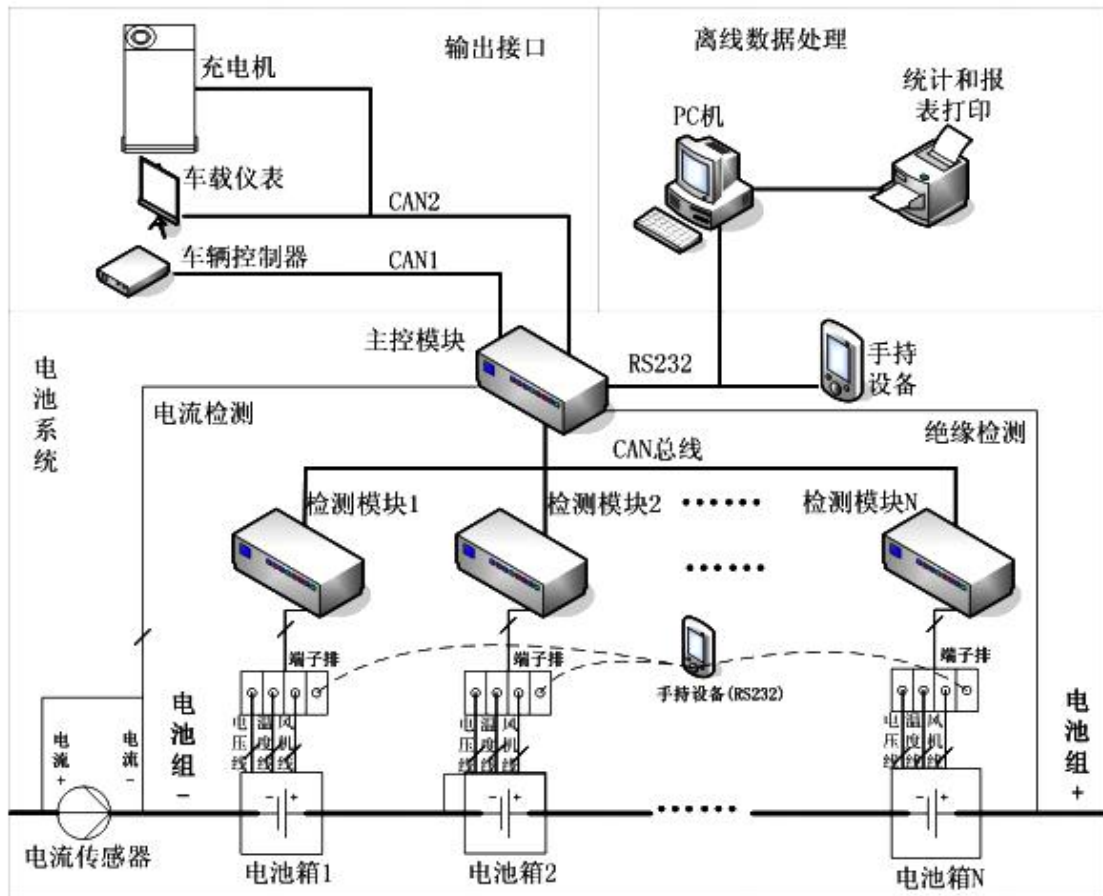 输出接口
离线数据处理
充电机
PC机
统计和报
表打印
车载仪表
CAN2
车辆控制器
CAN1
主控模块
RS232
手持
设备
电池系统
电流检测
绝缘检测
CAN总线
检测模块1
检测模块2
......
检测模块N
......
端子排
端子排
端子排
手持设备(RS232)
电压线
温度线
风机线
电压线
温度线
风机线
电压线
温度线
风机线
电流+
电流-
电池组-
电池组+
......
电流传感器
- +
电池箱1
- +
电池箱2
- +
电池箱N